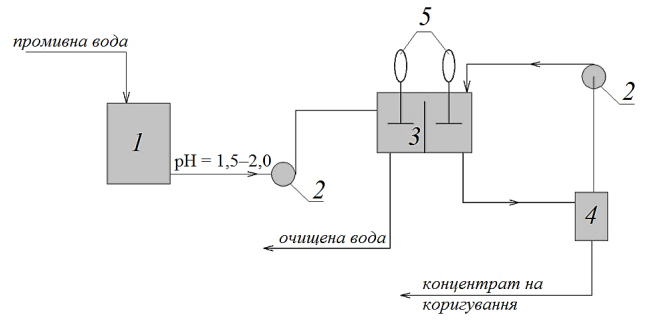 промивна вода
5
1
pH = 1,5–2,0
2
3
2
4
очищена вода
концентрат на
коригування